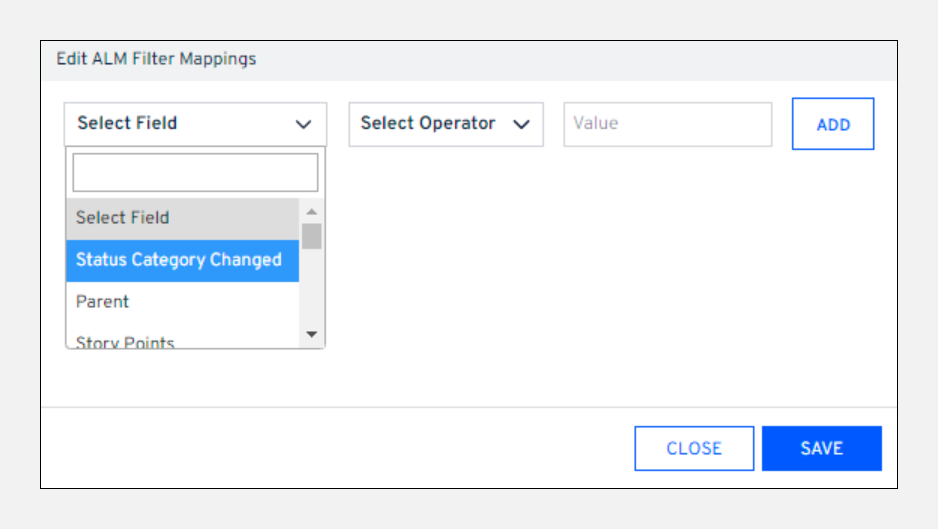 Edit ALM Filter Mappings
Select Field Select Operator Value ADD
Select Field
Status Category Changed
Parent
Story Points
CLOSE SAVE